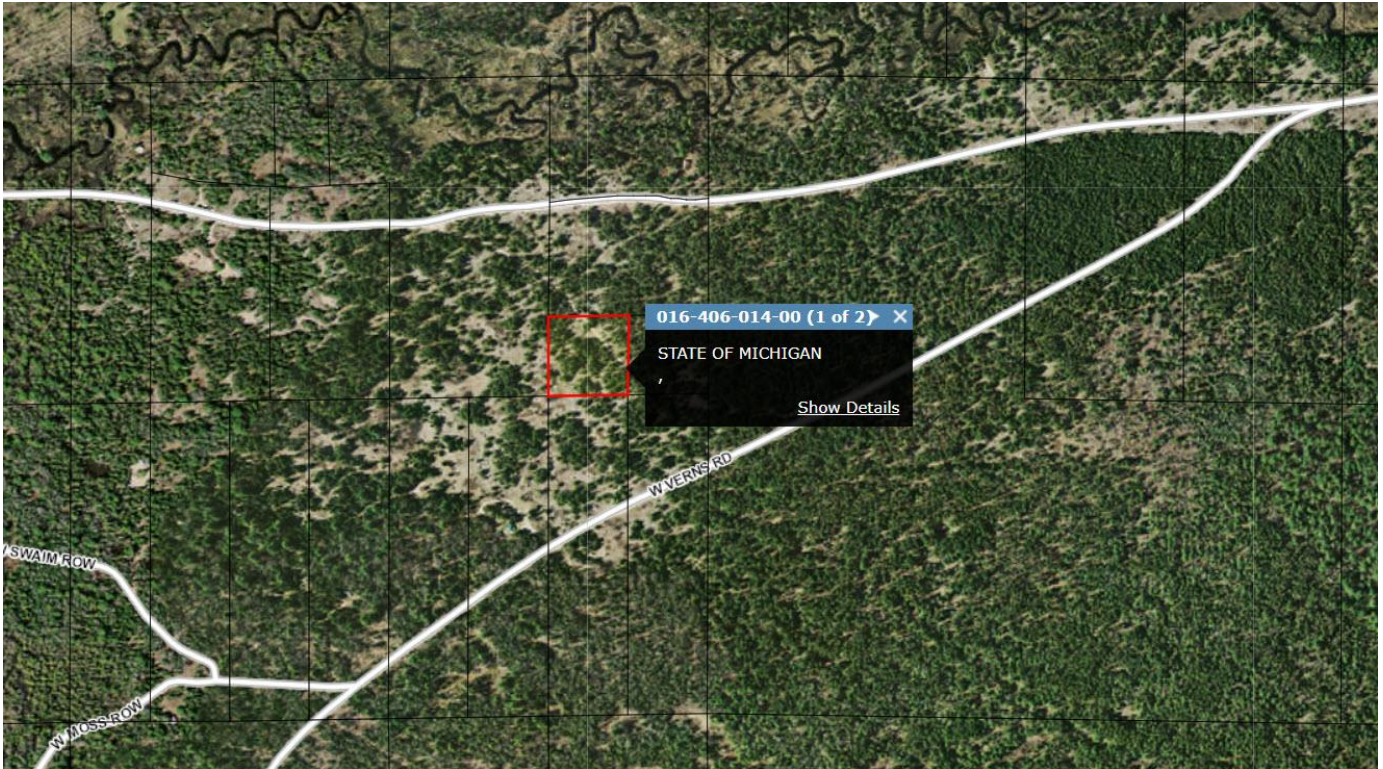 016-406-014-00 (1 of 2)
STATE OF MICHIGAN
,
Show Details
W VERNS RD
SWAIM ROW
W MOSS ROW